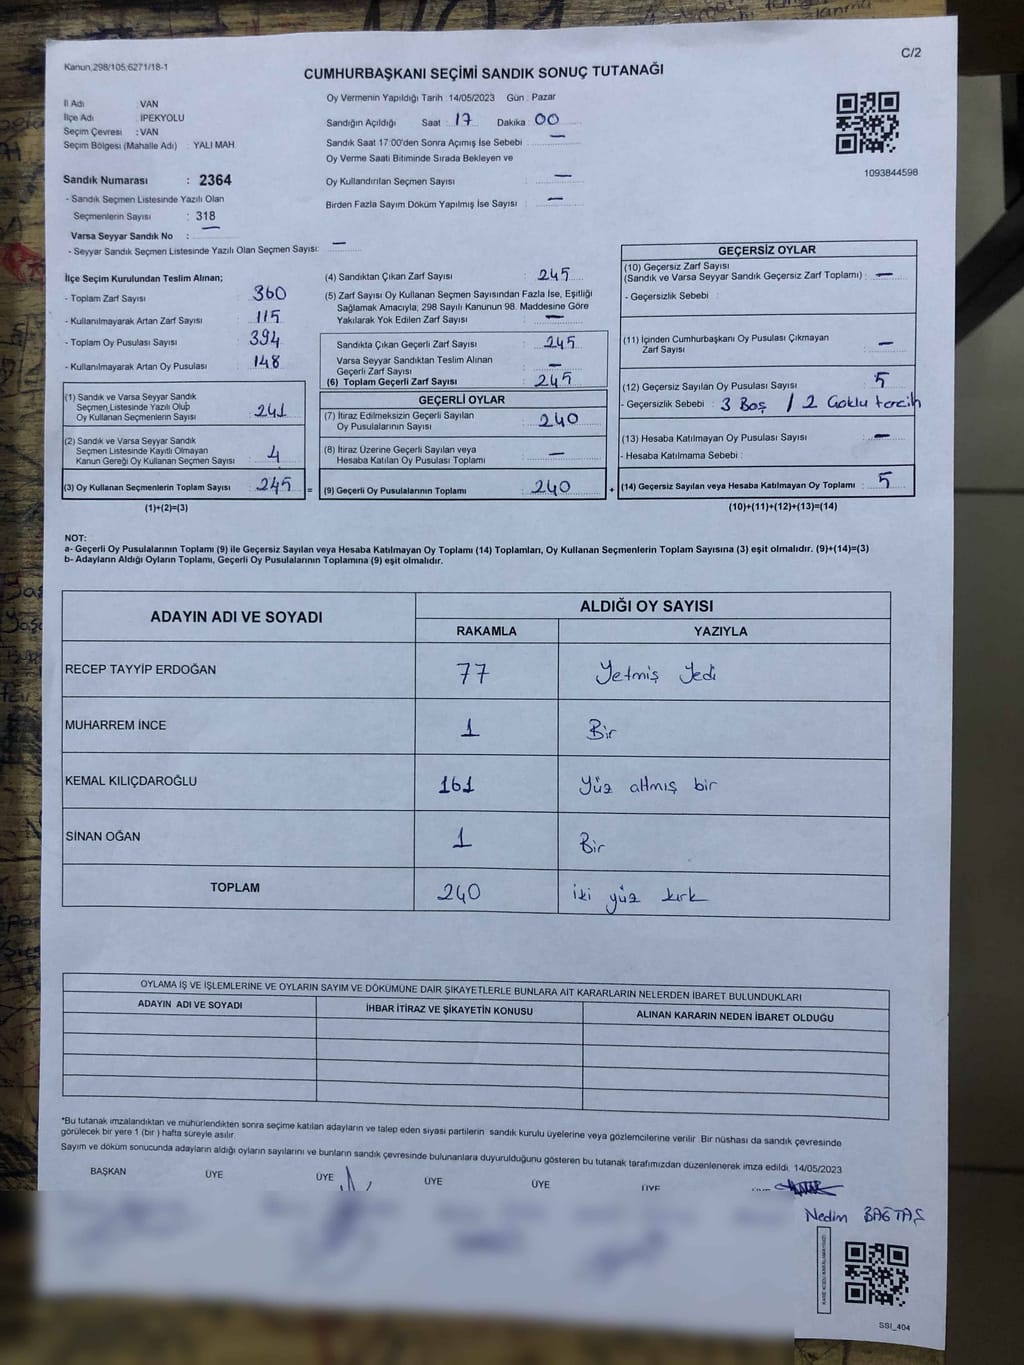 C/2
Kanun,298/105,6271/18-1
CUMHURBAŞKANI SEÇİMİ SANDIK SONUÇ TUTANAĞI
İl Adı : VAN
İlçe Adı : İPEKYOLU
Seçim Çevresi : VAN
Seçim Bölgesi (Mahalle Adı) : YALI MAH.
Sandık Numarası : 2364
- Sandık Seçmen Listesinde Yazılı Olan
Seçmenlerin Sayısı : 318
Varsa Seyyar Sandık No : —
- Seyyar Sandık Seçmen Listesinde Yazılı Olan Seçmen Sayısı: —
Oy Vermenin Yapıldığı Tarih : 14/05/2023 Gün : Pazar
Sandığın Açıldığı Saat : 17 Dakika : 00
Sandık Saat 17:00'den Sonra Açımış İse Sebebi : —
Oy Verme Saati Bitiminde Sırada Bekleyen ve
Oy Kullandırılan Seçmen Sayısı : —
Birden Fazla Sayım Döküm Yapılmış İse Sayısı : —
1093844598
İlçe Seçim Kurulundan Teslim Alınan;
- Toplam Zarf Sayısı : 360
- Kullanılmayarak Artan Zarf Sayısı : 115
- Toplam Oy Pusulası Sayısı : 394
- Kullanılmayarak Artan Oy Pusulası : 148
(1) Sandık ve Varsa Seyyar Sandık
Seçmen Listesinde Yazılı Olup
Oy Kullanan Seçmenlerin Sayısı : 241
(2) Sandık ve Varsa Seyyar Sandık
Seçmen Listesinde Kayıtlı Olmayan
Kanun Gereği Oy Kullanan Seçmen Sayısı : 4
(3) Oy Kullanan Seçmenlerin Toplam Sayısı : 245 =
(1)+(2)=(3)
(4) Sandıktan Çıkan Zarf Sayısı : 245
(5) Zarf Sayısı Oy Kullanan Seçmen Sayısından Fazla İse, Eşitliği
Sağlamak Amacıyla, 298 Sayılı Kanunun 98. Maddesine Göre
Yakılarak Yok Edilen Zarf Sayısı : —
Sandıkta Çıkan Geçerli Zarf Sayısı : 245
Varsa Seyyar Sandıktan Teslim Alınan
Geçerli Zarf Sayısı : —
(6) Toplam Geçerli Zarf Sayısı : 245
GEÇERLİ OYLAR
(7) İtiraz Edilmeksizin Geçerli Sayılan
Oy Pusulalarının Sayısı : 240
(8) İtiraz Üzerine Geçerli Sayılan veya
Hesaba Katılan Oy Pusulası Toplamı : —
(9) Geçerli Oy Pusulalarının Toplamı : 240 +
GEÇERSİZ OYLAR
(10) Geçersiz Zarf Sayısı
(Sandık ve Varsa Seyyar Sandık Geçersiz Zarf Toplamı) : —
- Geçersizlik Sebebi :
(11) İçinden Cumhurbaşkanı Oy Pusulası Çıkmayan
Zarf Sayısı : —
(12) Geçersiz Sayılan Oy Pusulası Sayısı : 5
- Geçersizlik Sebebi : 3 Boş / 2 Çoklu tercih
(13) Hesaba Katılmayan Oy Pusulası Sayısı : —
- Hesaba Katılmama Sebebi :
(14) Geçersiz Sayılan veya Hesaba Katılmayan Oy Toplamı : 5
(10)+(11)+(12)+(13)=(14)
NOT:
a- Geçerli Oy Pusulalarının Toplamı (9) ile Geçersiz Sayılan veya Hesaba Katılmayan Oy Toplamı (14) Toplamları, Oy Kullanan Seçmenlerin Toplam Sayısına (3) eşit olmalıdır. (9)+(14)=(3)
b- Adayların Aldığı Oyların Toplamı, Geçerli Oy Pusulalarının Toplamına (9) eşit olmalıdır.
ADAYIN ADI VE SOYADI ALDIĞI OY SAYISI
RAKAMLA YAZIYLA
RECEP TAYYİP ERDOĞAN 77 Yetmiş Yedi
MUHARREM İNCE 1 Bir
KEMAL KILIÇDAROĞLU 161 Yüz altmış bir
SİNAN OĞAN 1 Bir
TOPLAM 240 iki yüz kırk
OYLAMA İŞ VE İŞLEMLERİNE VE OYLARIN SAYIM VE DÖKÜMÜNE DAİR ŞİKAYETLERLE BUNLARA AİT KARARLARIN NELERDEN İBARET BULUNDUKLARI
ADAYIN ADI VE SOYADI İHBAR İTİRAZ VE ŞİKAYETİN KONUSU ALINAN KARARIN NEDEN İBARET OLDUĞU
*Bu tutanak imzalandıktan ve mühürlendikten sonra seçime katılan adayların ve talep eden siyasi partilerin sandık kurulu üyelerine veya gözlemcilerine verilir. Bir nüshası da sandık çevresinde
görülecek bir yere 1 (bir) hafta süreyle asılır.
Sayım ve döküm sonucunda adayların aldığı oyların sayılarını ve bunların sandık çevresinde bulunanlara duyurulduğunu gösteren bu tutanak tarafımızdan düzenlenerek imza edildi. 14/05/2023
BAŞKAN ÜYE ÜYE ÜYE ÜYE ÜYE
Nedim BAĞTAŞ
SSI_404